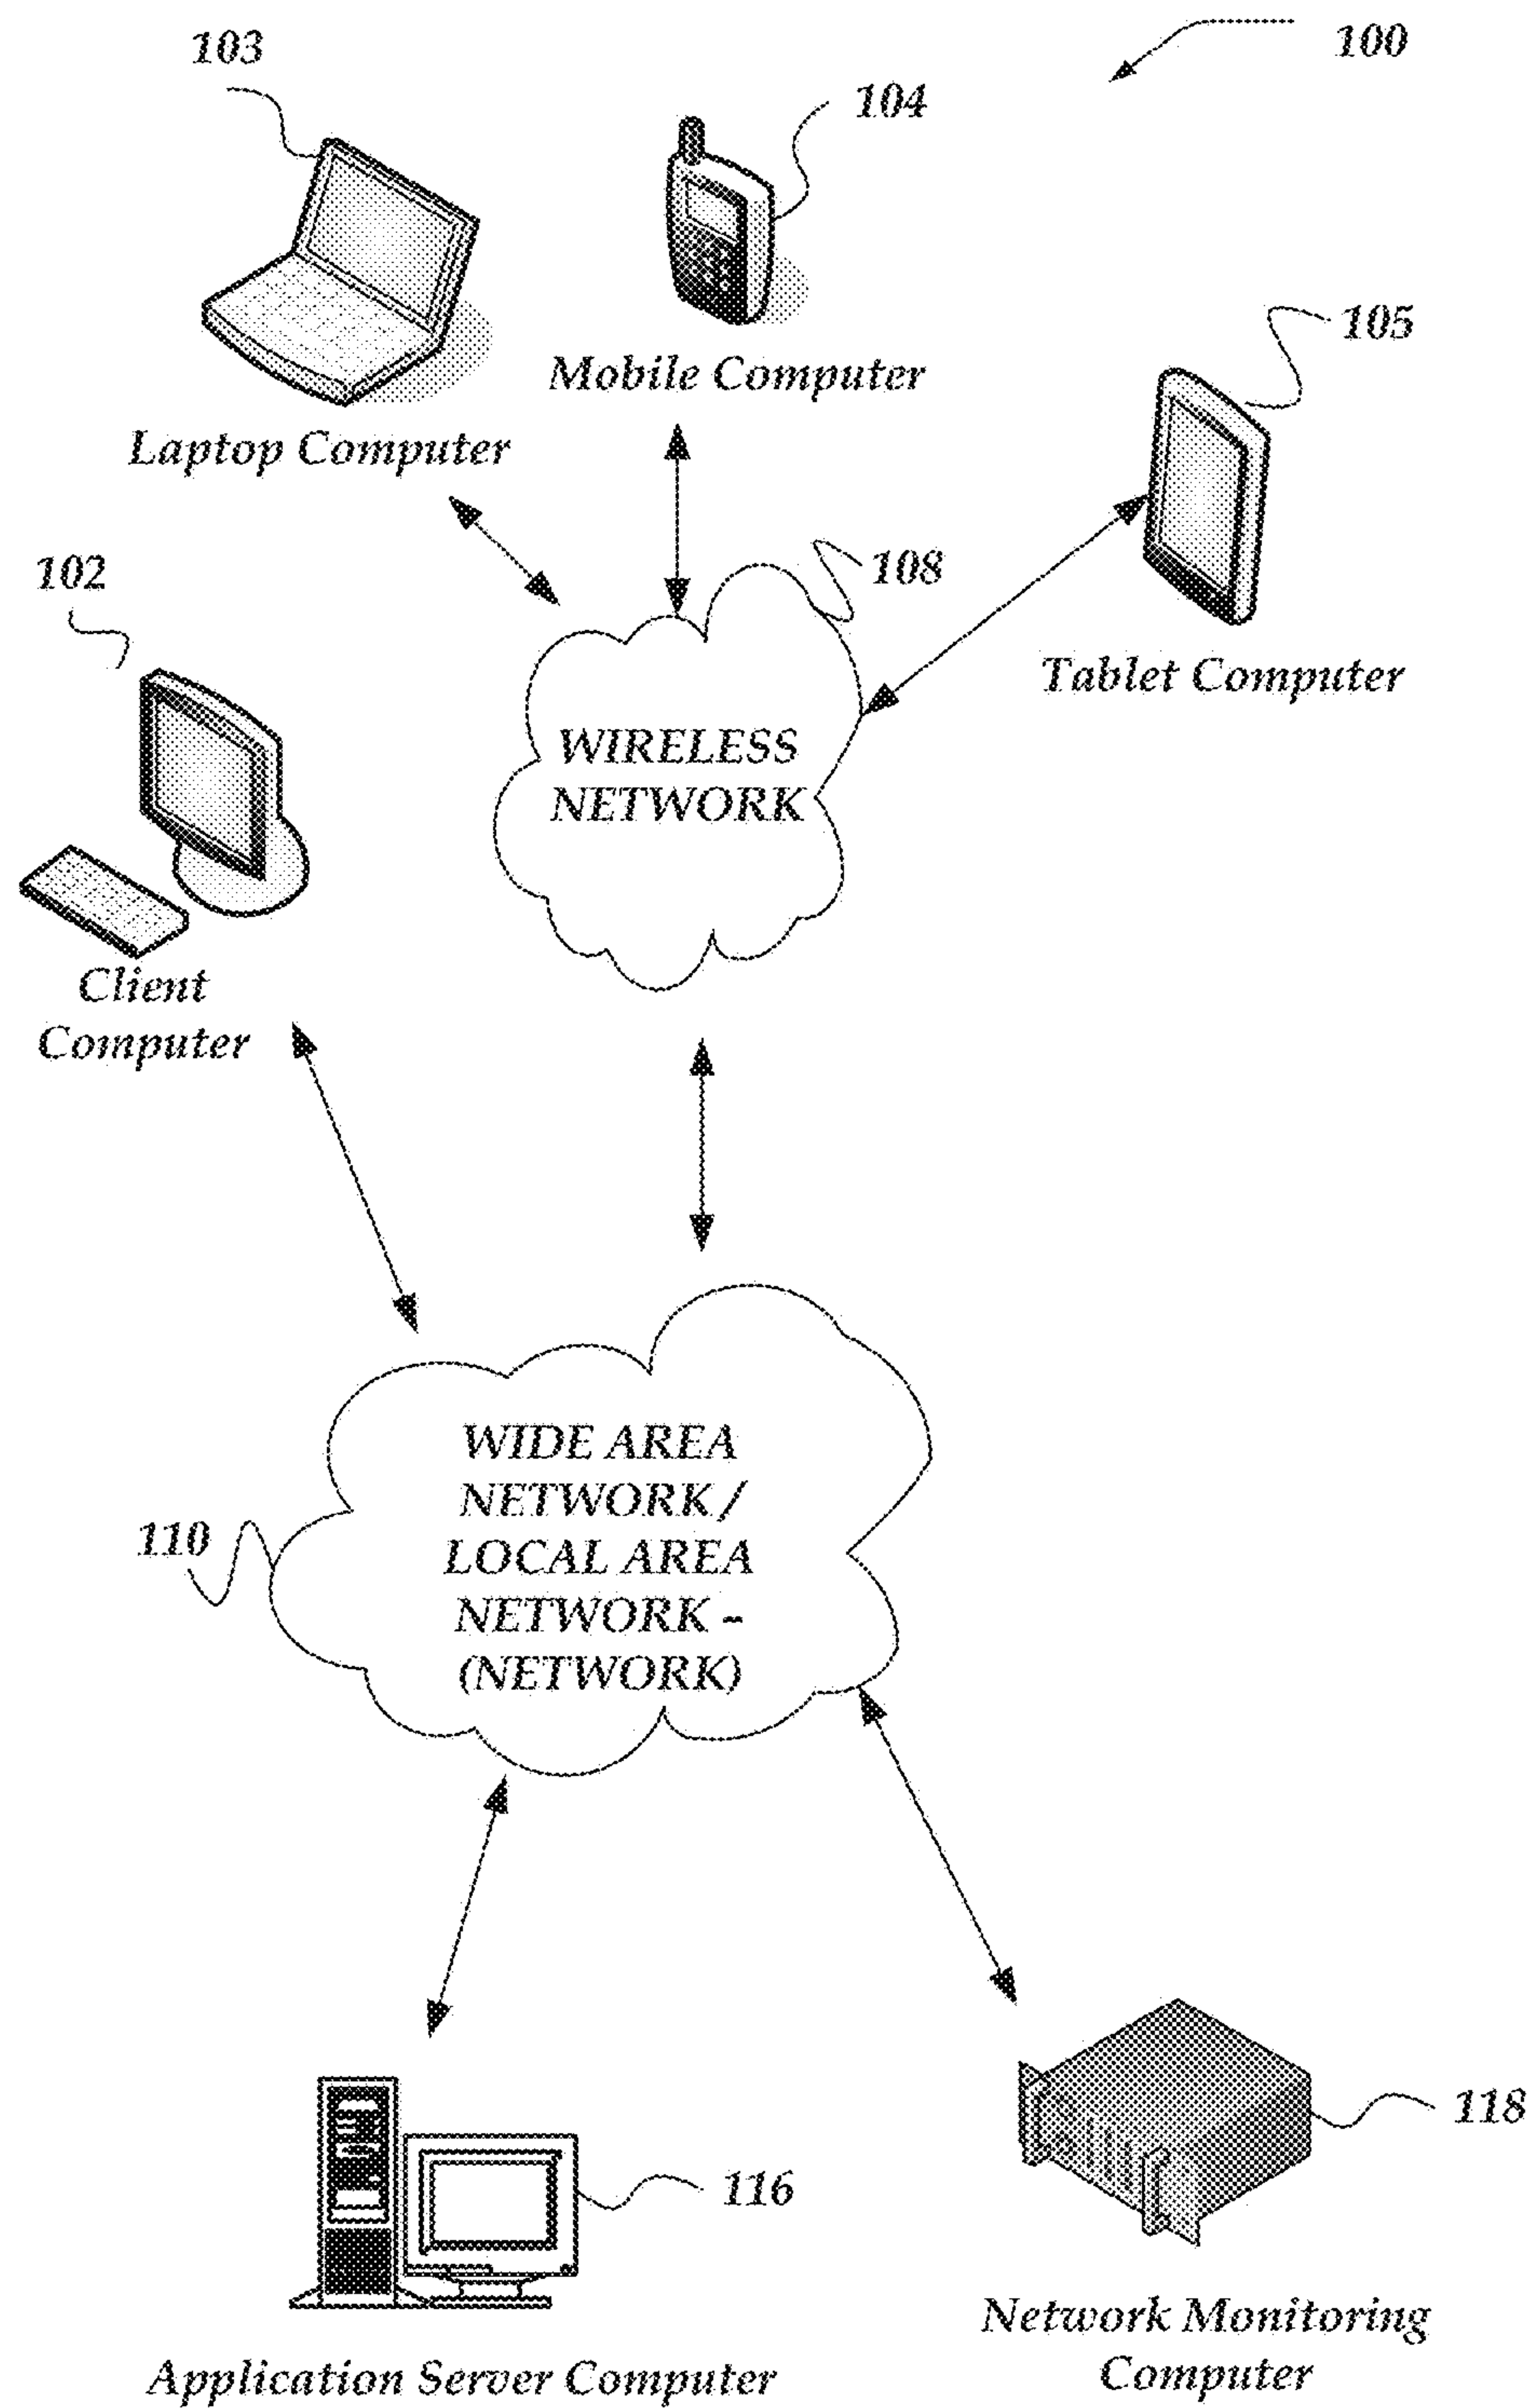 103
100
104
105
Mobile Computer
Laptop Computer
102
108
Tablet Computer
WIRELESS
NETWORK
Client
Computer
WIDE AREA
NETWORK /
LOCAL AREA
NETWORK -
(NETWORK)
110
118
116
Network Monitoring
Computer
Application Server Computer